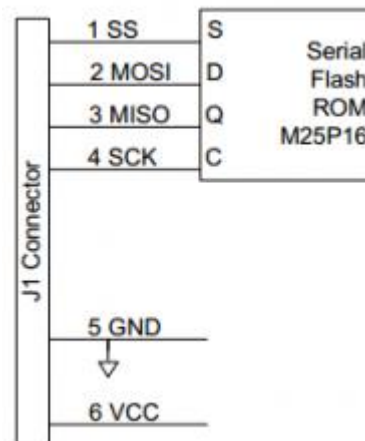 1 SS
S
2 MOSI
D
3 MISO
Q
4 SCK
C
Serial
Flash
ROM
M25P16
J1 Connector
5 GND
6 VCC